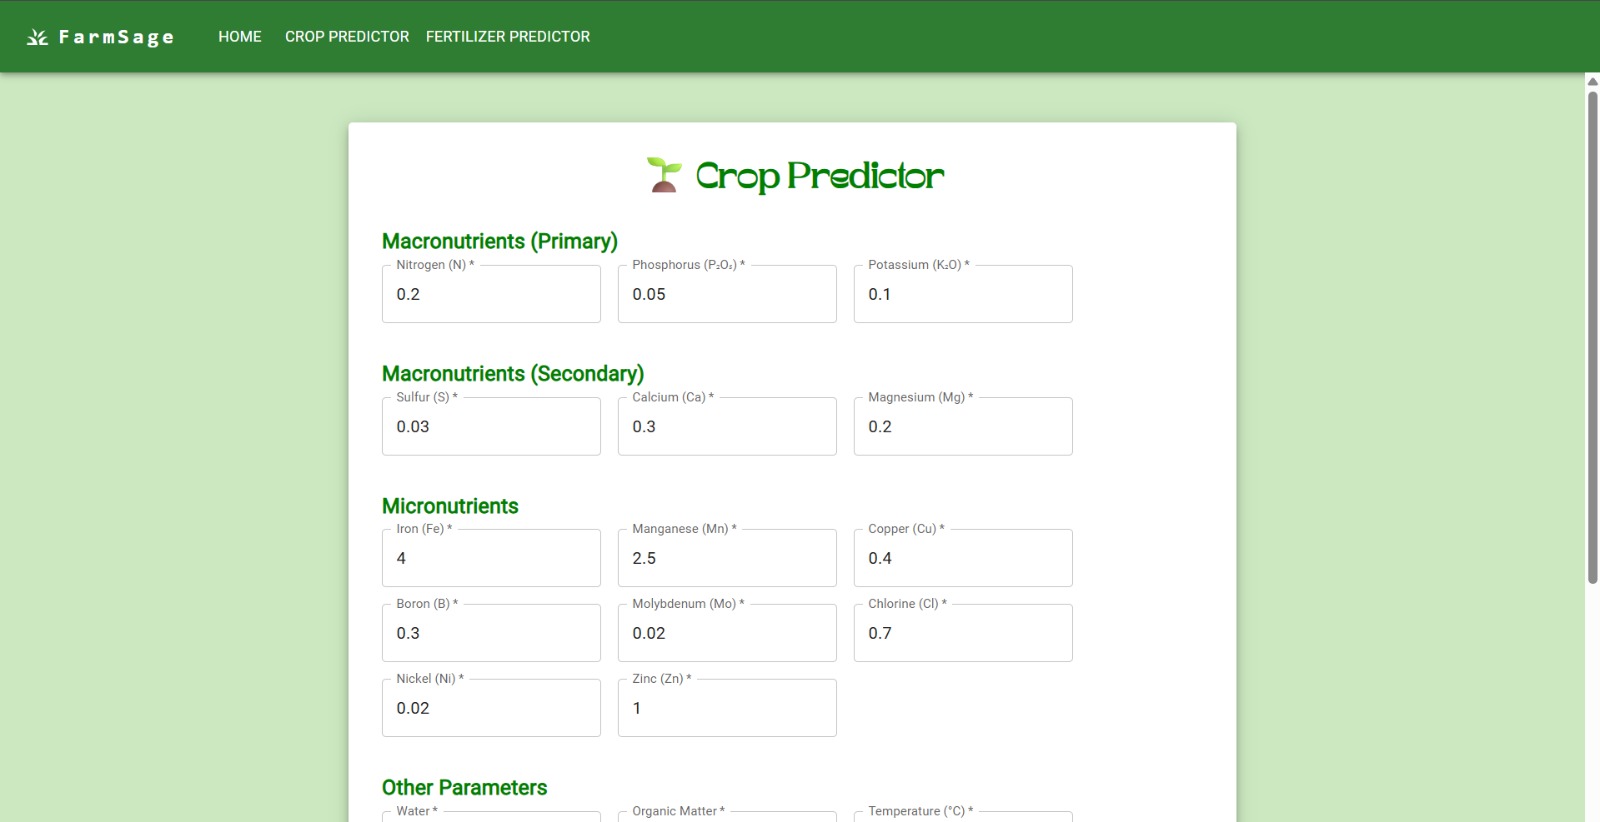 FarmSage HOME CROP PREDICTOR FERTILIZER PREDICTOR
Crop Predictor
Macronutrients (Primary)
Nitrogen (N) * Phosphorus (P₂O₅) * Potassium (K₂O) *
0.2 0.05 0.1
Macronutrients (Secondary)
Sulfur (S) * Calcium (Ca) * Magnesium (Mg) *
0.03 0.3 0.2
Micronutrients
Iron (Fe) * Manganese (Mn) * Copper (Cu) *
4 2.5 0.4
Boron (B) * Molybdenum (Mo) * Chlorine (Cl) *
0.3 0.02 0.7
Nickel (Ni) * Zinc (Zn) *
0.02 1
Other Parameters
Water * Organic Matter * Temperature (°C) *